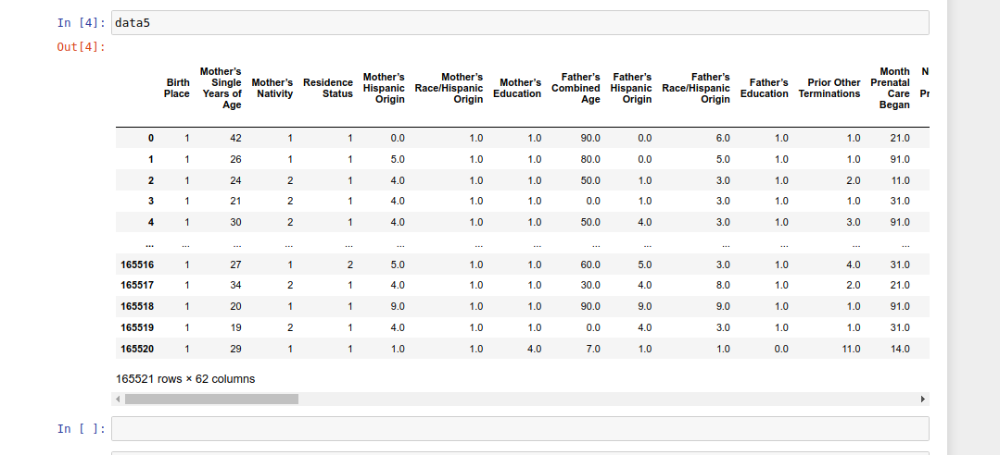 In [4]: data5
Out[4]:
Birth Place Mother's Single Years of Age Mother's Nativity Residence Status Mother's Hispanic Origin Mother's Race/Hispanic Origin Mother's Education Father's Combined Age Father's Hispanic Origin Father's Race/Hispanic Origin Father's Education Prior Other Terminations Month Prenatal Care Began N Pr
0 1 42 1 1 0.0 1.0 1.0 90.0 0.0 6.0 1.0 1.0 21.0
1 1 26 1 1 5.0 1.0 1.0 80.0 0.0 5.0 1.0 1.0 91.0
2 1 24 2 1 4.0 1.0 1.0 50.0 1.0 3.0 1.0 2.0 11.0
3 1 21 2 1 4.0 1.0 1.0 0.0 1.0 3.0 1.0 1.0 31.0
4 1 30 2 1 4.0 1.0 1.0 50.0 4.0 3.0 1.0 3.0 91.0
... ... ... ... ... ... ... ... ... ... ... ... ... ...
165516 1 27 1 2 5.0 1.0 1.0 60.0 5.0 3.0 1.0 4.0 31.0
165517 1 34 2 1 4.0 1.0 1.0 30.0 4.0 8.0 1.0 2.0 21.0
165518 1 20 1 1 9.0 1.0 1.0 90.0 9.0 9.0 1.0 1.0 91.0
165519 1 19 2 1 4.0 1.0 1.0 0.0 4.0 3.0 1.0 1.0 31.0
165520 1 29 1 1 1.0 1.0 4.0 7.0 1.0 1.0 0.0 11.0 14.0
165521 rows × 62 columns
In [ ]: